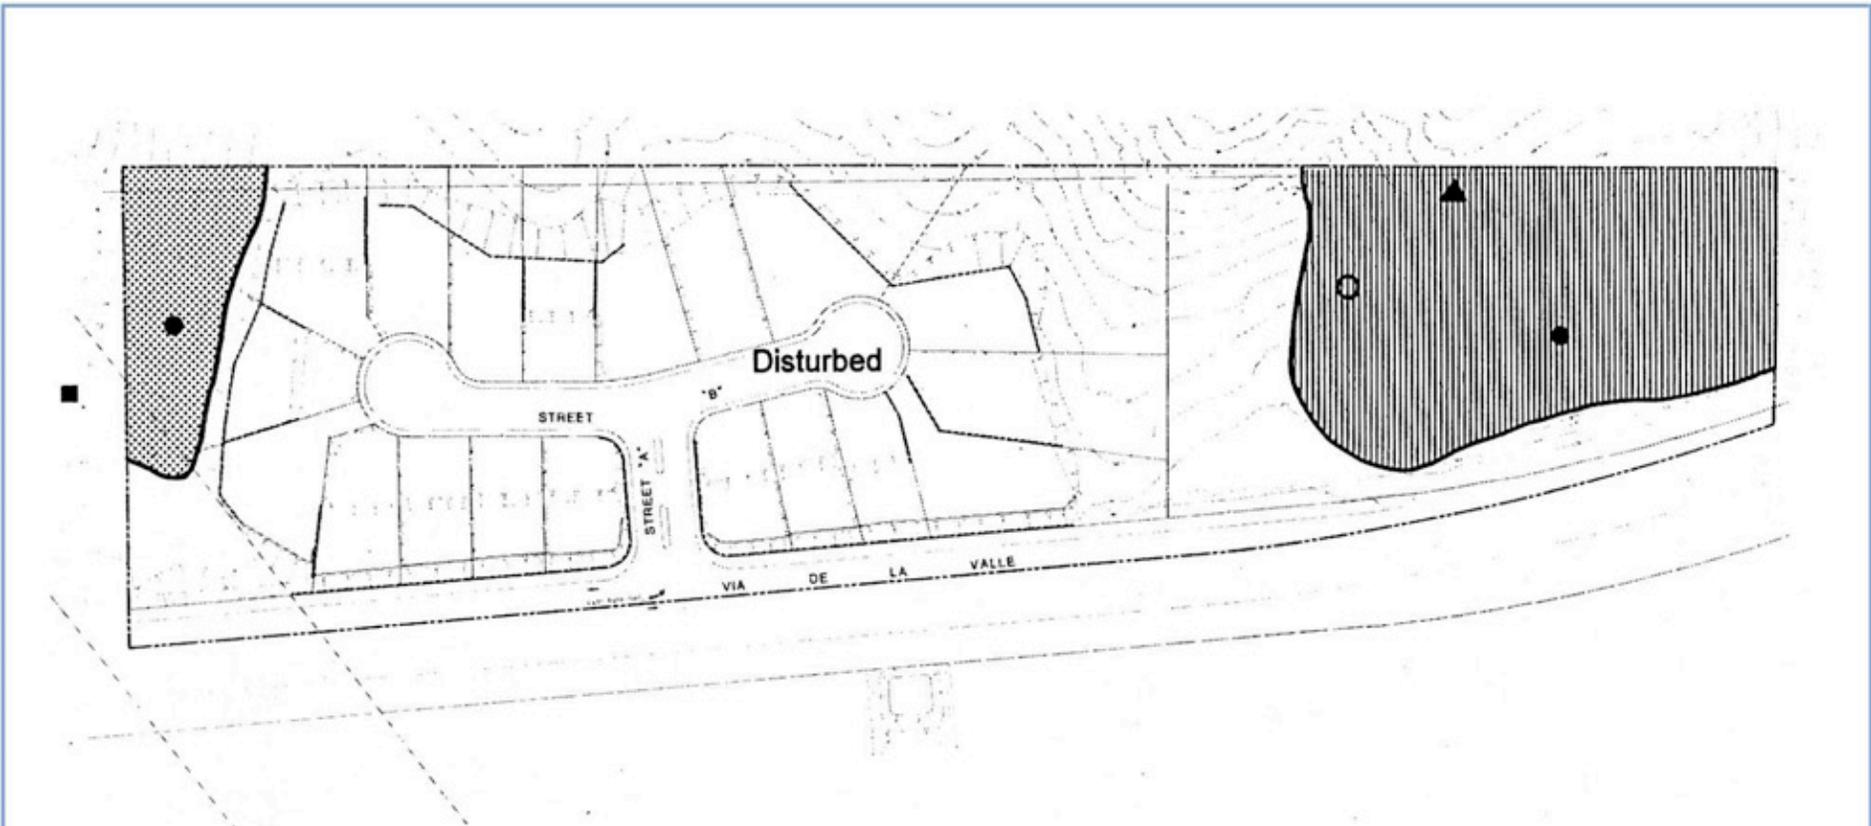 Disturbed
"B"
STREET
STREET "A"
VIA DE LA VALLE